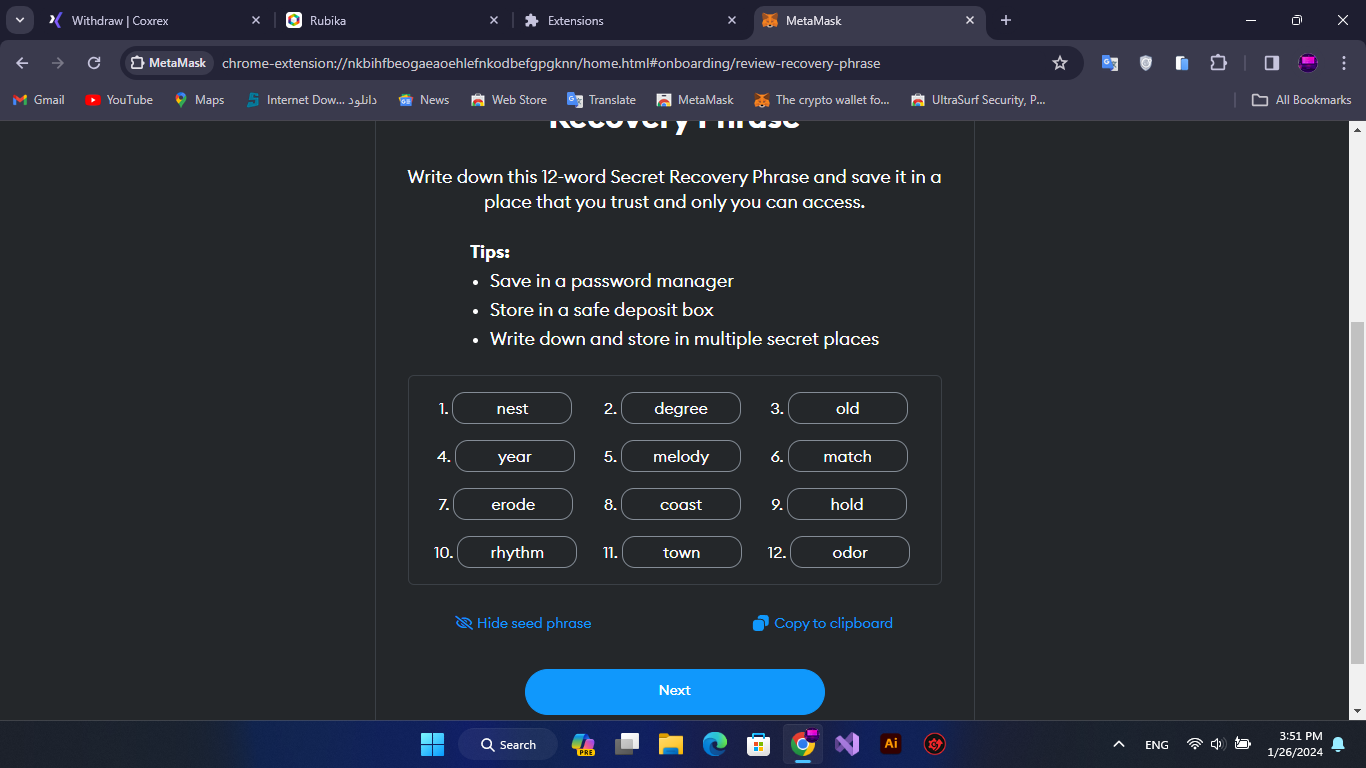 Withdraw | Coxrex
Rubika
Extensions
MetaMask
MetaMask
chrome-extension://nkbihfbeogaeaoehlefnkodbefgpgknn/home.html#onboarding/review-recovery-phrase
Gmail
YouTube
Maps
Internet Dow... دانلود
News
Web Store
Translate
MetaMask
The crypto wallet fo...
UltraSurf Security, P...
All Bookmarks
Recovery Phrase
Write down this 12-word Secret Recovery Phrase and save it in a
place that you trust and only you can access.
Tips:
• Save in a password manager
• Store in a safe deposit box
• Write down and store in multiple secret places
1. nest 2. degree 3. old
4. year 5. melody 6. match
7. erode 8. coast 9. hold
10. rhythm 11. town 12. odor
Hide seed phrase
Copy to clipboard
Next
Search
PRE
Ai
ENG
3:51 PM
1/26/2024